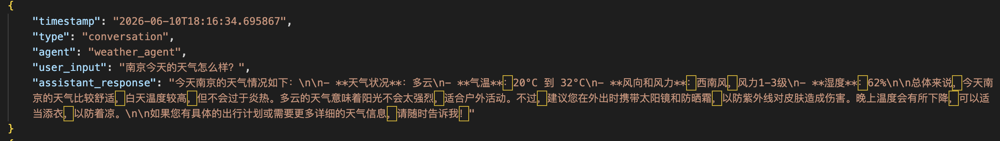 {
"timestamp": "2026-06-10T18:16:34.695867",
"type": "conversation",
"agent": "weather_agent",
"user_input": "南京今天的天气怎么样？",
"assistant_response": "今天南京的天气情况如下：\n\n- **天气状况**：多云\n- **气温**：20°C 到 32°C\n- **风向和风力**：西南风，风力1-3级\n- **湿度**：62%\n\n总体来说，今天南
京的天气比较舒适，白天温度较高，但不会过于炎热。多云的天气意味着阳光不会太强烈，适合户外活动。不过，建议您在外出时携带太阳镜和防晒霜，以防紫外线对皮肤造成伤害。晚上温度会有所下降，可以适
当添衣，以防着凉。\n\n如果您有具体的出行计划或需要更多详细的天气信息，请随时告诉我！"
}